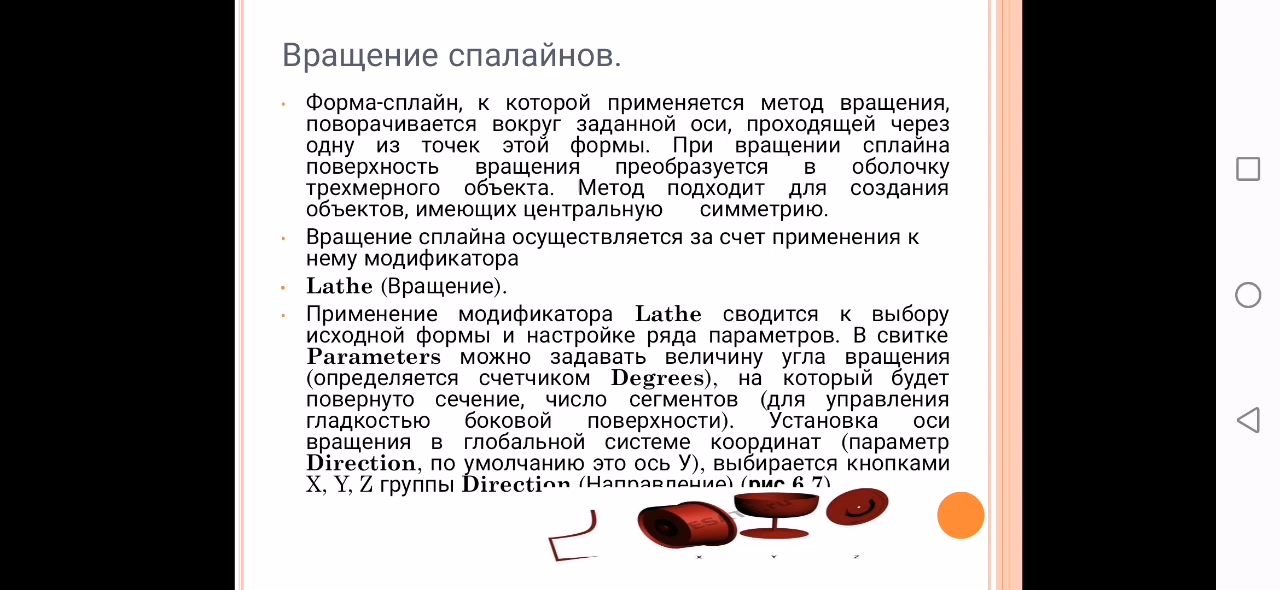 Вращение спалайнов.
Форма-сплайн, к которой применяется метод вращения,
поворачивается вокруг заданной оси, проходящей через
одну из точек этой формы. При вращении сплайна
поверхность вращения преобразуется в оболочку
трехмерного объекта. Метод подходит для создания
объектов, имеющих центральную симметрию.
Вращение сплайна осуществляется за счет применения к
нему модификатора
Lathe (Вращение).
Применение модификатора Lathe сводится к выбору
исходной формы и настройке ряда параметров. В свитке
Parameters можно задавать величину угла вращения
(определяется счетчиком Degrees), на который будет
повернуто сечение, число сегментов (для управления
гладкостью боковой поверхности). Установка оси
вращения в глобальной системе координат (параметр
Direction, по умолчанию это ось У), выбирается кнопками
X, Y, Z группы Direction (Направление) (рис 6.7)
X Y Z